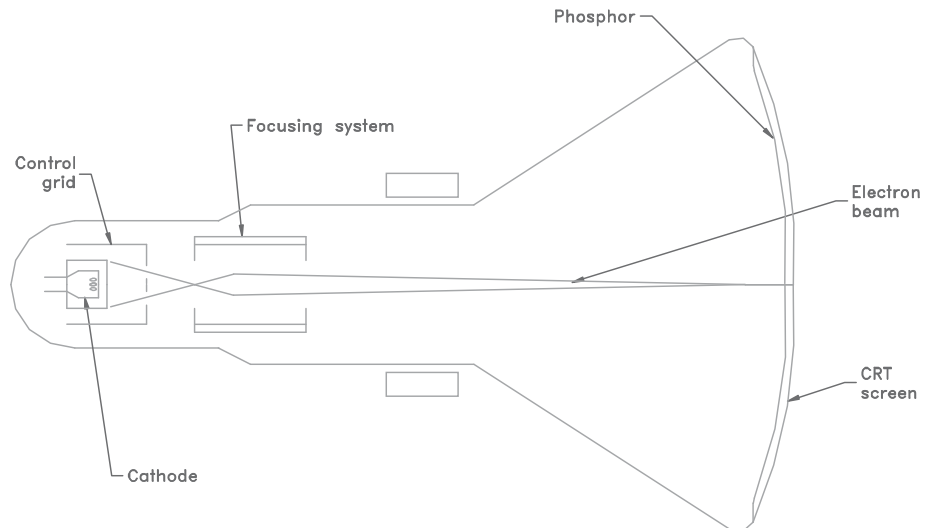 Phosphor
Focusing system
Control
grid
Electron
beam
CRT
screen
Cathode